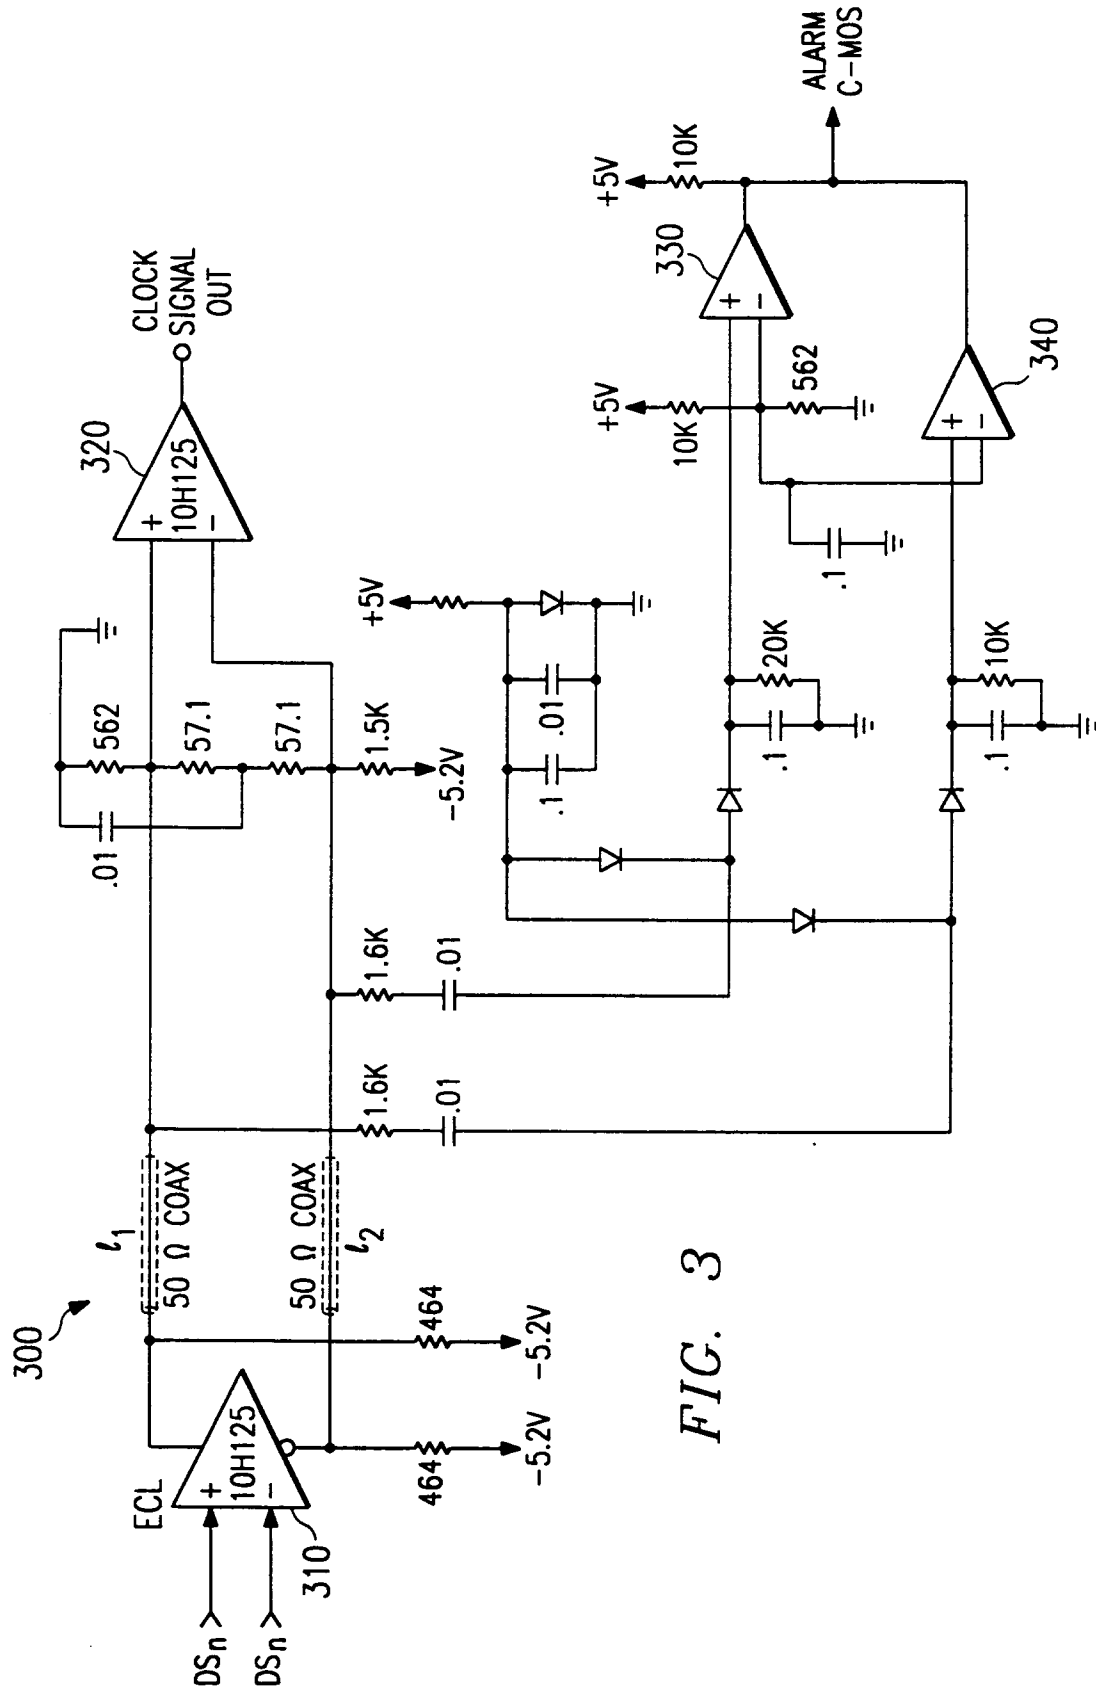 300
ECL
DSn
DSn
+
-
10H125
310
464
-5.2V
464
-5.2V
ℓ1
50 Ω COAX
50 Ω COAX
ℓ2
1.6K
.01
1.6K
.01
.01
562
57.1
57.1
1.5K
-5.2V
320
+
-
10H125
CLOCK
SIGNAL
OUT
+5V
.1
.01
.1
20K
.1
10K
.1
+5V
10K
562
330
+
-
+5V
10K
340
+
-
ALARM
C-MOS
FIG. 3